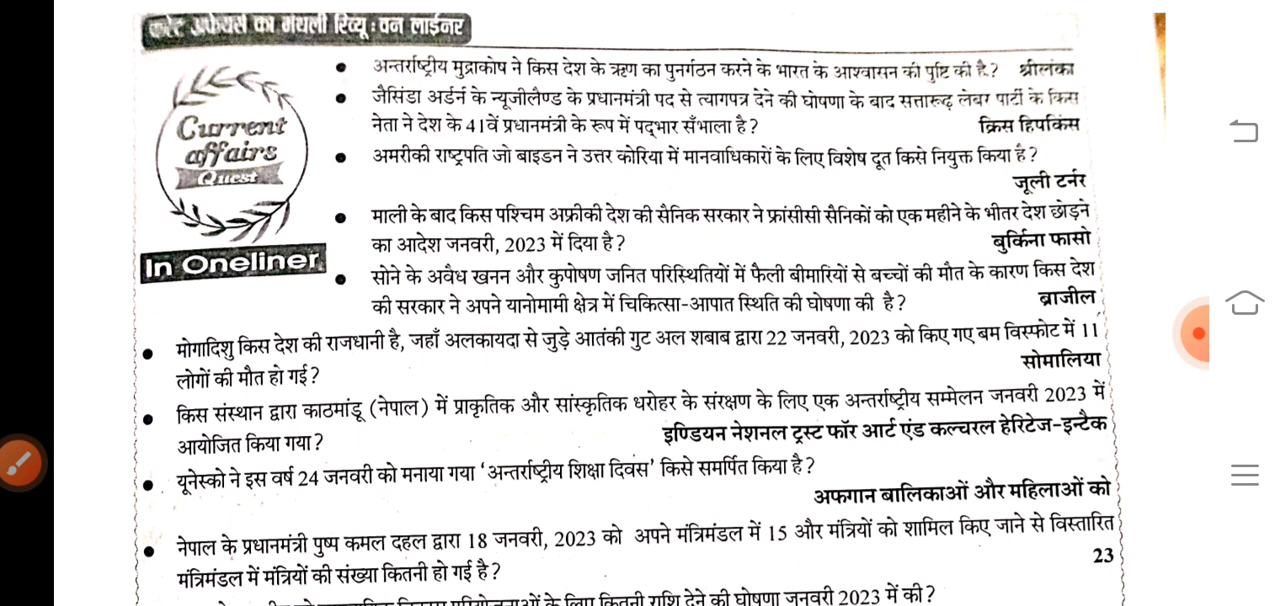 करेंट अफेयर्स का मंथली रिव्यू : वन लाईनर
Current
affairs
Quest
In Oneliner
• अन्तर्राष्ट्रीय मुद्राकोष ने किस देश के ऋण का पुनर्गठन करने के भारत के आश्वासन की पुष्टि की है? श्रीलंका
• जैसिंडा अर्डर्न के न्यूजीलैण्ड के प्रधानमंत्री पद से त्यागपत्र देने की घोषणा के बाद सत्तारूढ़ लेबर पार्टी के किस
नेता ने देश के 41वें प्रधानमंत्री के रूप में पद्भार सँभाला है? क्रिस हिपकिंस
• अमरीकी राष्ट्रपति जो बाइडन ने उत्तर कोरिया में मानवाधिकारों के लिए विशेष दूत किसे नियुक्त किया है?
जूली टर्नर
• माली के बाद किस पश्चिम अफ्रीकी देश की सैनिक सरकार ने फ्रांसीसी सैनिकों को एक महीने के भीतर देश छोड़ने
का आदेश जनवरी, 2023 में दिया है? बुर्किना फासो
• सोने के अवैध खनन और कुपोषण जनित परिस्थितियों में फैली बीमारियों से बच्चों की मौत के कारण किस देश
की सरकार ने अपने यानोमामी क्षेत्र में चिकित्सा-आपात स्थिति की घोषणा की है? ब्राजील
• मोगादिशु किस देश की राजधानी है, जहाँ अलकायदा से जुड़े आतंकी गुट अल शबाब द्वारा 22 जनवरी, 2023 को किए गए बम विस्फोट में 11
लोगों की मौत हो गई? सोमालिया
• किस संस्थान द्वारा काठमांडू (नेपाल) में प्राकृतिक और सांस्कृतिक धरोहर के संरक्षण के लिए एक अन्तर्राष्ट्रीय सम्मेलन जनवरी 2023 में
आयोजित किया गया? इण्डियन नेशनल ट्रस्ट फॉर आर्ट एंड कल्चरल हेरिटेज-इन्टैक
• यूनेस्को ने इस वर्ष 24 जनवरी को मनाया गया ‘अन्तर्राष्ट्रीय शिक्षा दिवस’ किसे समर्पित किया है?
अफगान बालिकाओं और महिलाओं को
• नेपाल के प्रधानमंत्री पुष्प कमल दहल द्वारा 18 जनवरी, 2023 को अपने मंत्रिमंडल में 15 और मंत्रियों को शामिल किए जाने से विस्तारित
मंत्रिमंडल में मंत्रियों की संख्या कितनी हो गई है? 23
के लिए कितनी राशि देने की घोषणा जनवरी 2023 में की?